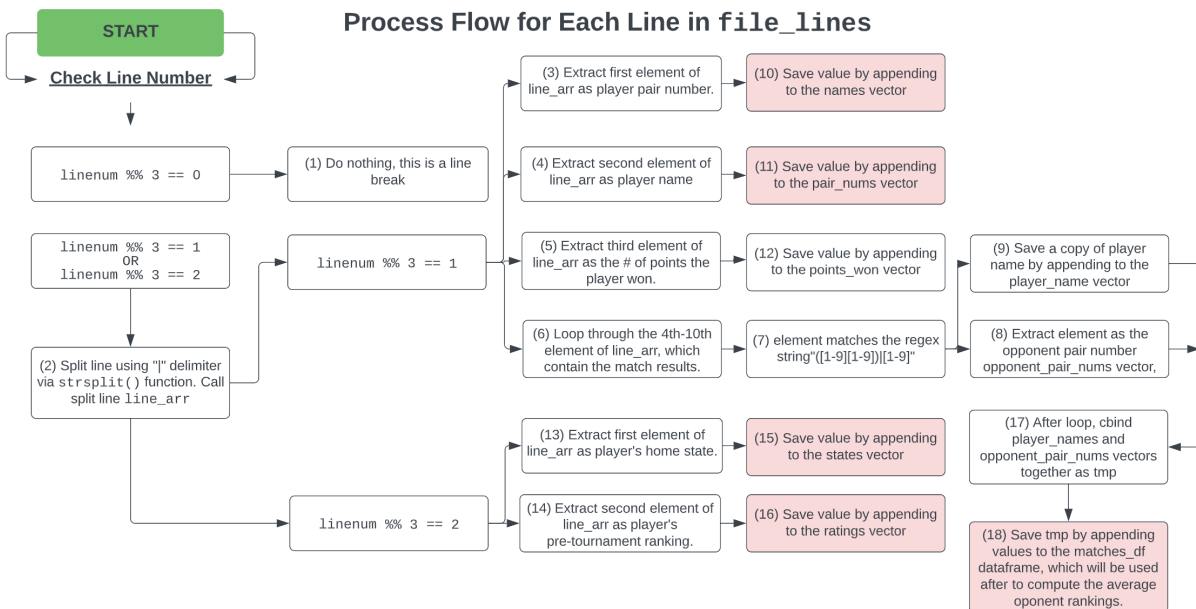 Process Flow for Each Line in file_lines
START
Check Line Number
linenum %% 3 == 0
(1) Do nothing, this is a line
break
linenum %% 3 == 1
OR
linenum %% 3 == 2
(2) Split line using "|" delimiter
via strsplit() function. Call
split line line_arr
linenum %% 3 == 1
(3) Extract first element of
line_arr as player pair number.
(10) Save value by appending
to the names vector
(4) Extract second element of
line_arr as player name
(11) Save value by appending
to the pair_nums vector
(5) Extract third element of
line_arr as the # of points the
player won.
(12) Save value by appending
to the points_won vector
(9) Save a copy of player
name by appending to the
player_name vector
(6) Loop through the 4th-10th
element of line_arr, which
contain the match results.
(7) element matches the regex
string"([1-9][1-9])|[1-9]"
(8) Extract element as the
opponent pair number
opponent_pair_nums vector,
linenum %% 3 == 2
(13) Extract first element of
line_arr as player's home state.
(15) Save value by appending
to the states vector
(14) Extract second element of
line_arr as player's
pre-tournament ranking.
(16) Save value by appending
to the ratings vector
(17) After loop, cbind
player_names and
opponent_pair_nums vectors
together as tmp
(18) Save tmp by appending
values to the matches_df
dataframe, which will be used
after to compute the average
oponent rankings.